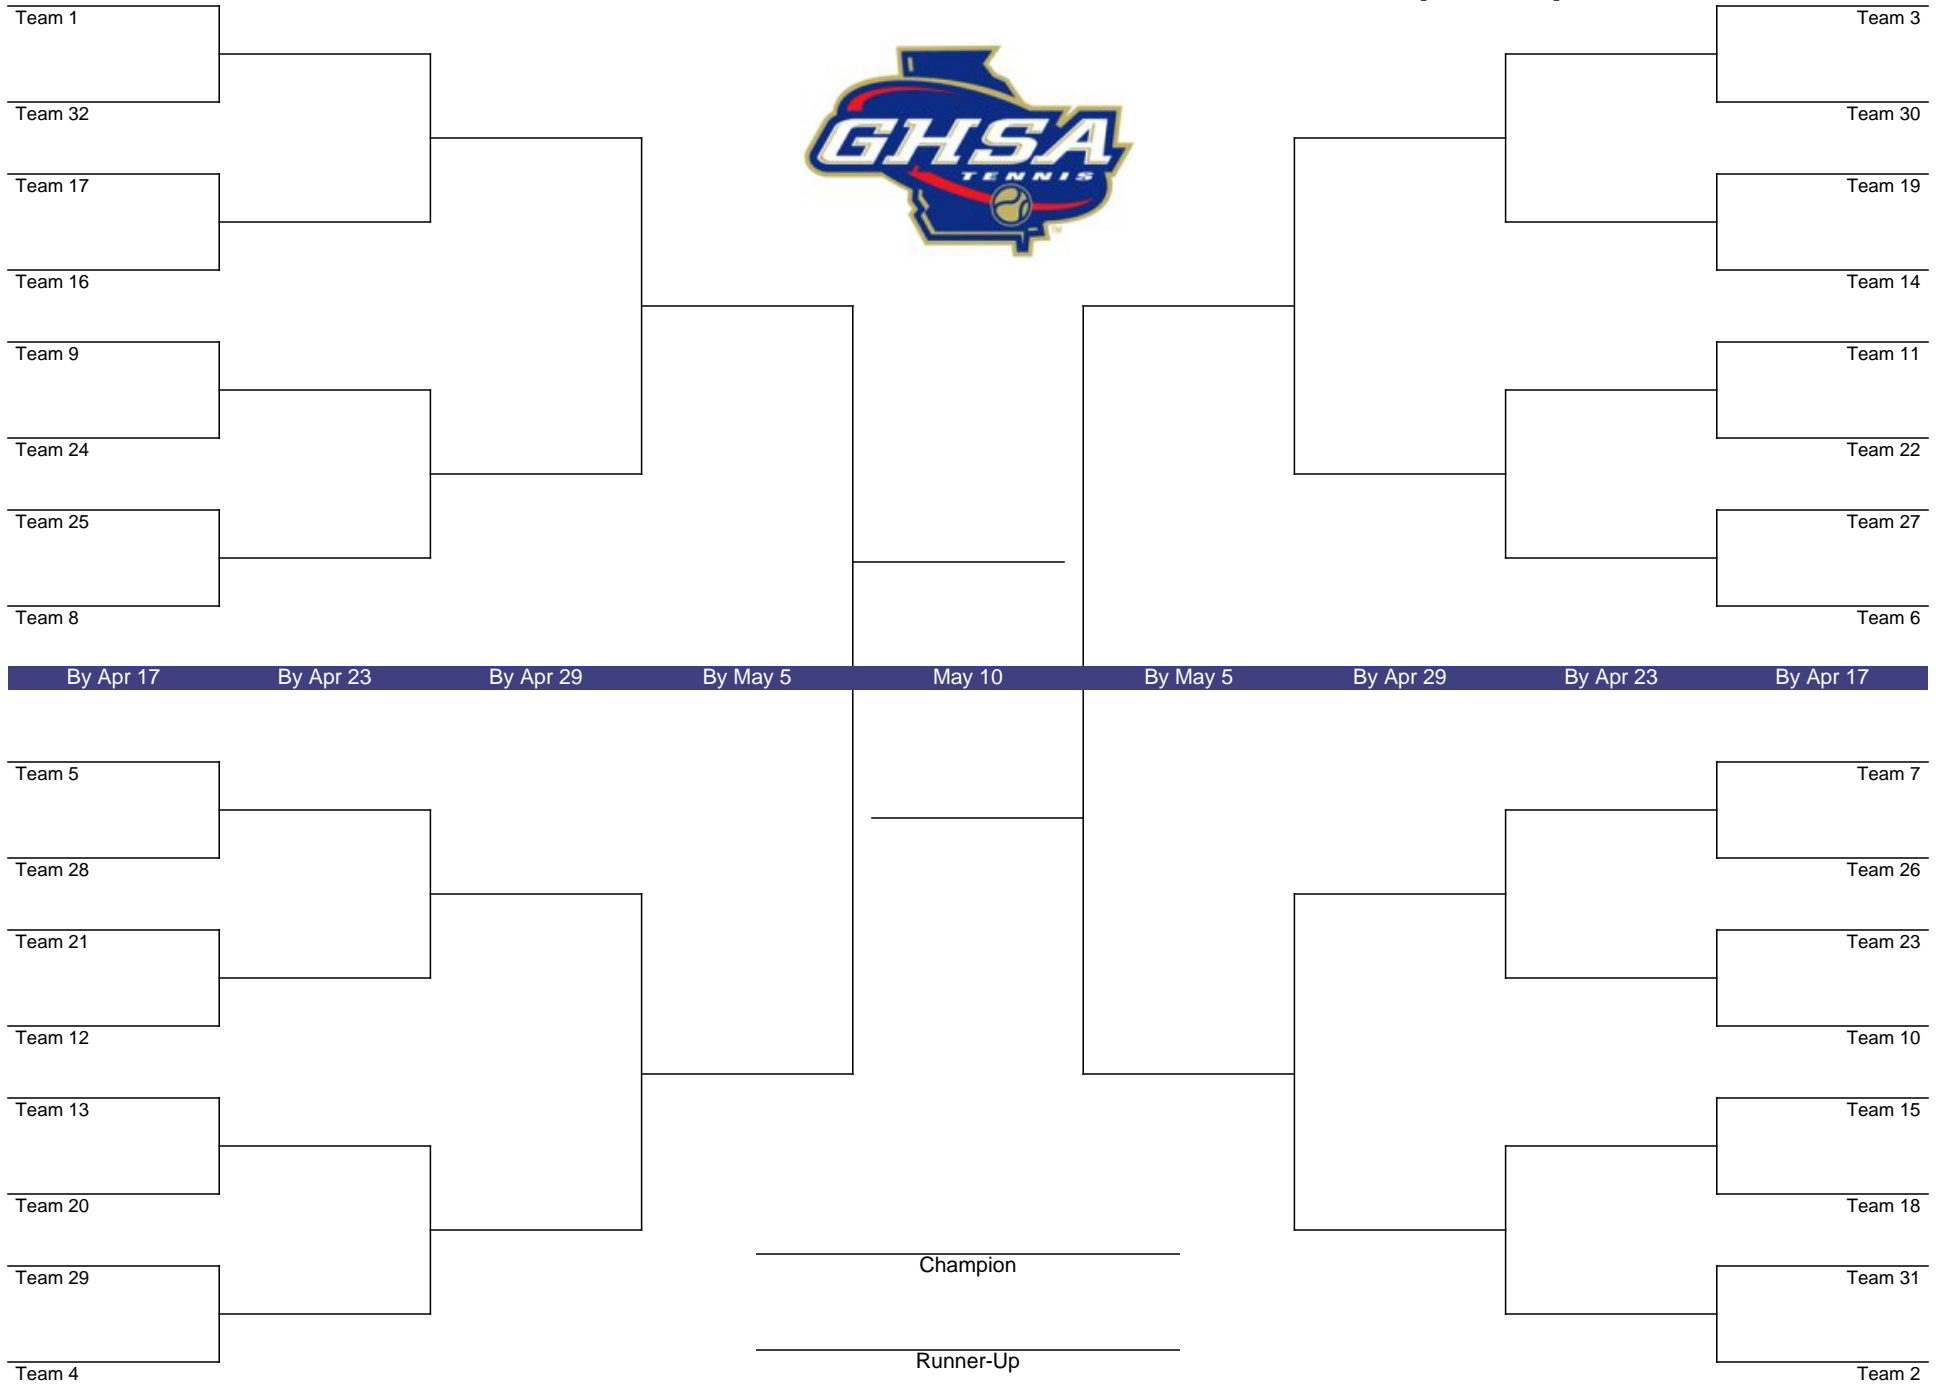 Team 1
Team 3
Team 32
Team 30
GHSA
TENNIS
Team 17
Team 19
Team 16
Team 14
Team 9
Team 11
Team 24
Team 22
Team 25
Team 27
Team 8
Team 6
By Apr 17 By Apr 23 By Apr 29 By May 5 May 10 By May 5 By Apr 29 By Apr 23 By Apr 17
Team 5
Team 7
Team 28
Team 26
Team 21
Team 23
Team 12
Team 10
Team 13
Team 15
Team 20
Team 18
Champion
Team 29
Team 31
Runner-Up
Team 4
Team 2